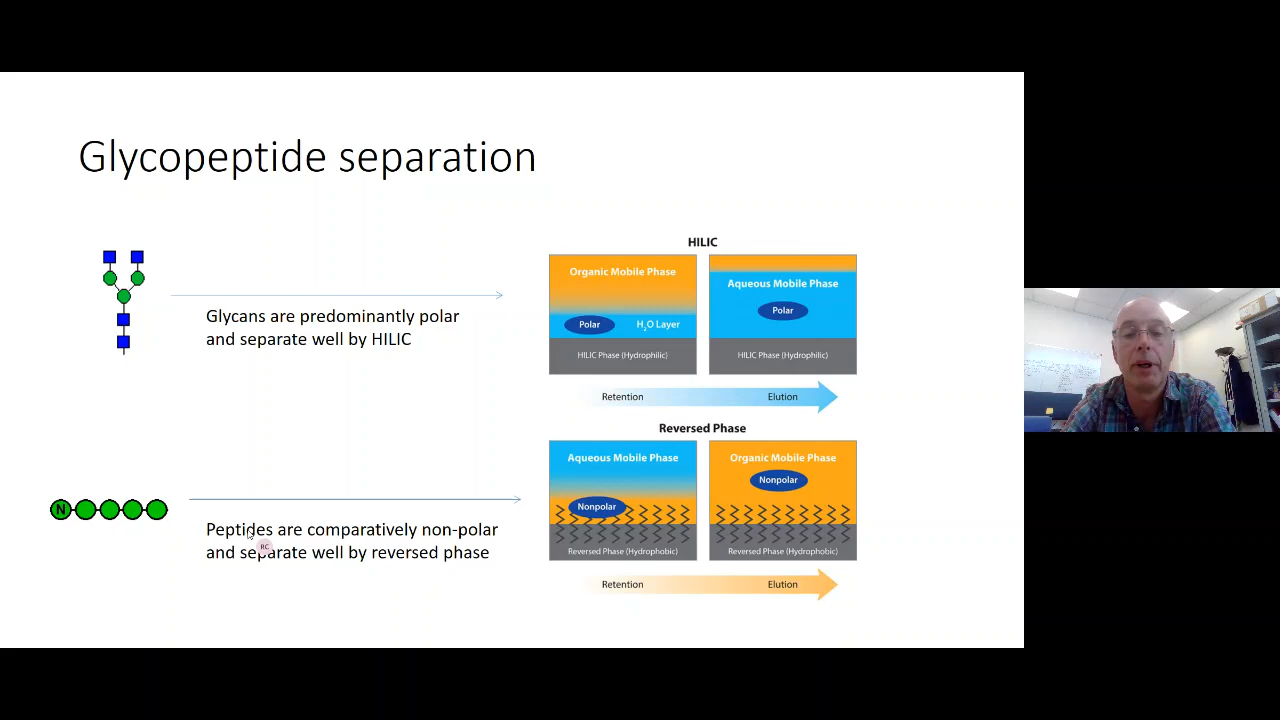 Glycopeptide separation
Glycans are predominantly polar
and separate well by HILIC
HILIC
Organic Mobile Phase
Polar
H₂O Layer
HILIC Phase (Hydrophilic)
Aqueous Mobile Phase
Polar
HILIC Phase (Hydrophilic)
Retention
Elution
N
Peptides are comparatively non-polar
and separate well by reversed phase
RC
Reversed Phase
Aqueous Mobile Phase
Nonpolar
Reversed Phase (Hydrophobic)
Organic Mobile Phase
Nonpolar
Reversed Phase (Hydrophobic)
Retention
Elution